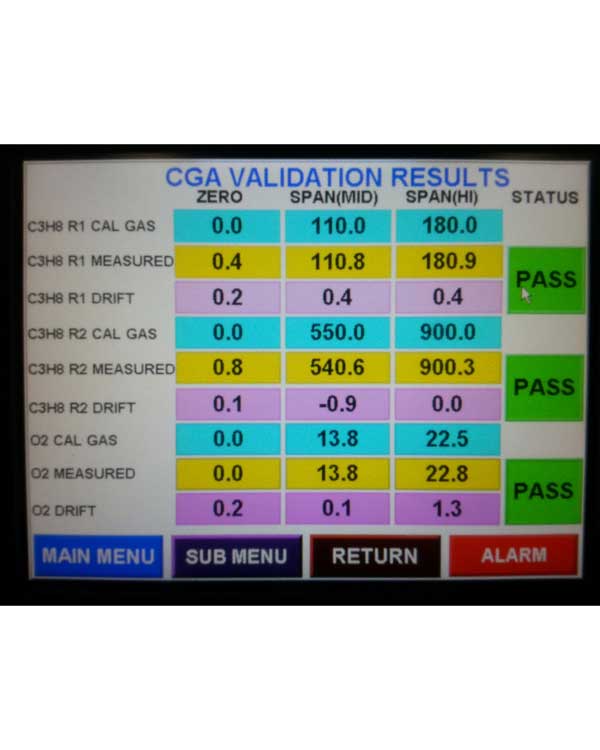 CGA VALIDATION RESULTS
ZERO SPAN(MID) SPAN(HI) STATUS
C3H8 R1 CAL GAS 0.0 110.0 180.0
C3H8 R1 MEASURED 0.4 110.8 180.9
PASS
C3H8 R1 DRIFT 0.2 0.4 0.4
C3H8 R2 CAL GAS 0.0 550.0 900.0
C3H8 R2 MEASURED 0.8 540.6 900.3
PASS
C3H8 R2 DRIFT 0.1 -0.9 0.0
O2 CAL GAS 0.0 13.8 22.5
O2 MEASURED 0.0 13.8 22.8
PASS
O2 DRIFT 0.2 0.1 1.3
MAIN MENU SUB MENU RETURN ALARM